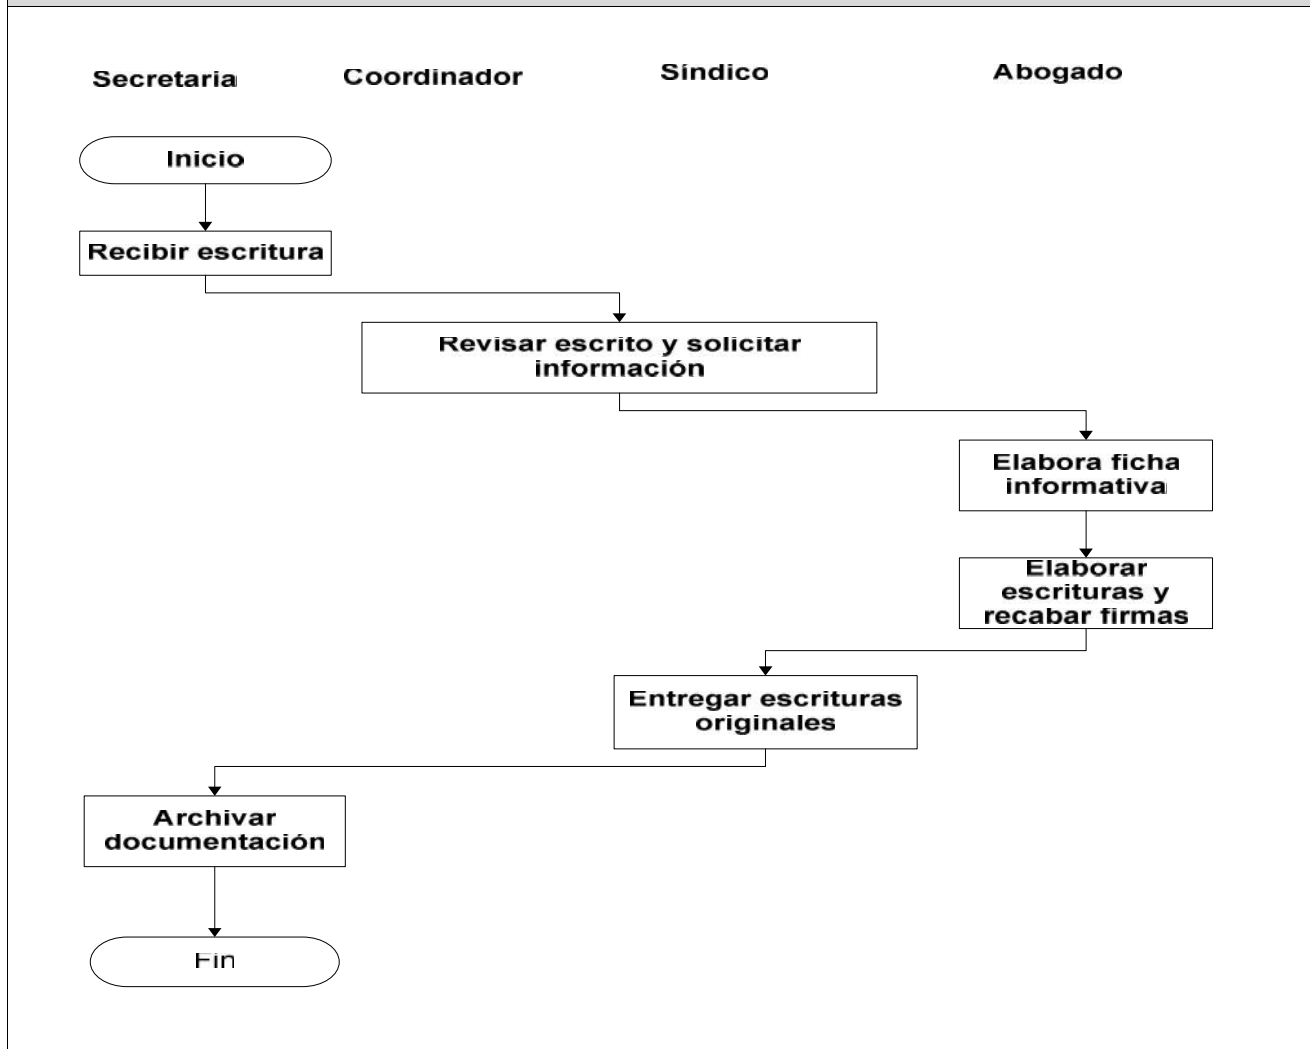 Secretaria
Coordinador
Síndico
Abogado
Inicio
Recibir escritura
Revisar escrito y solicitar
información
Elabora ficha
informativa
Elaborar
escrituras y
recabar firmas
Entregar escrituras
originales
Archivar
documentación
Fin